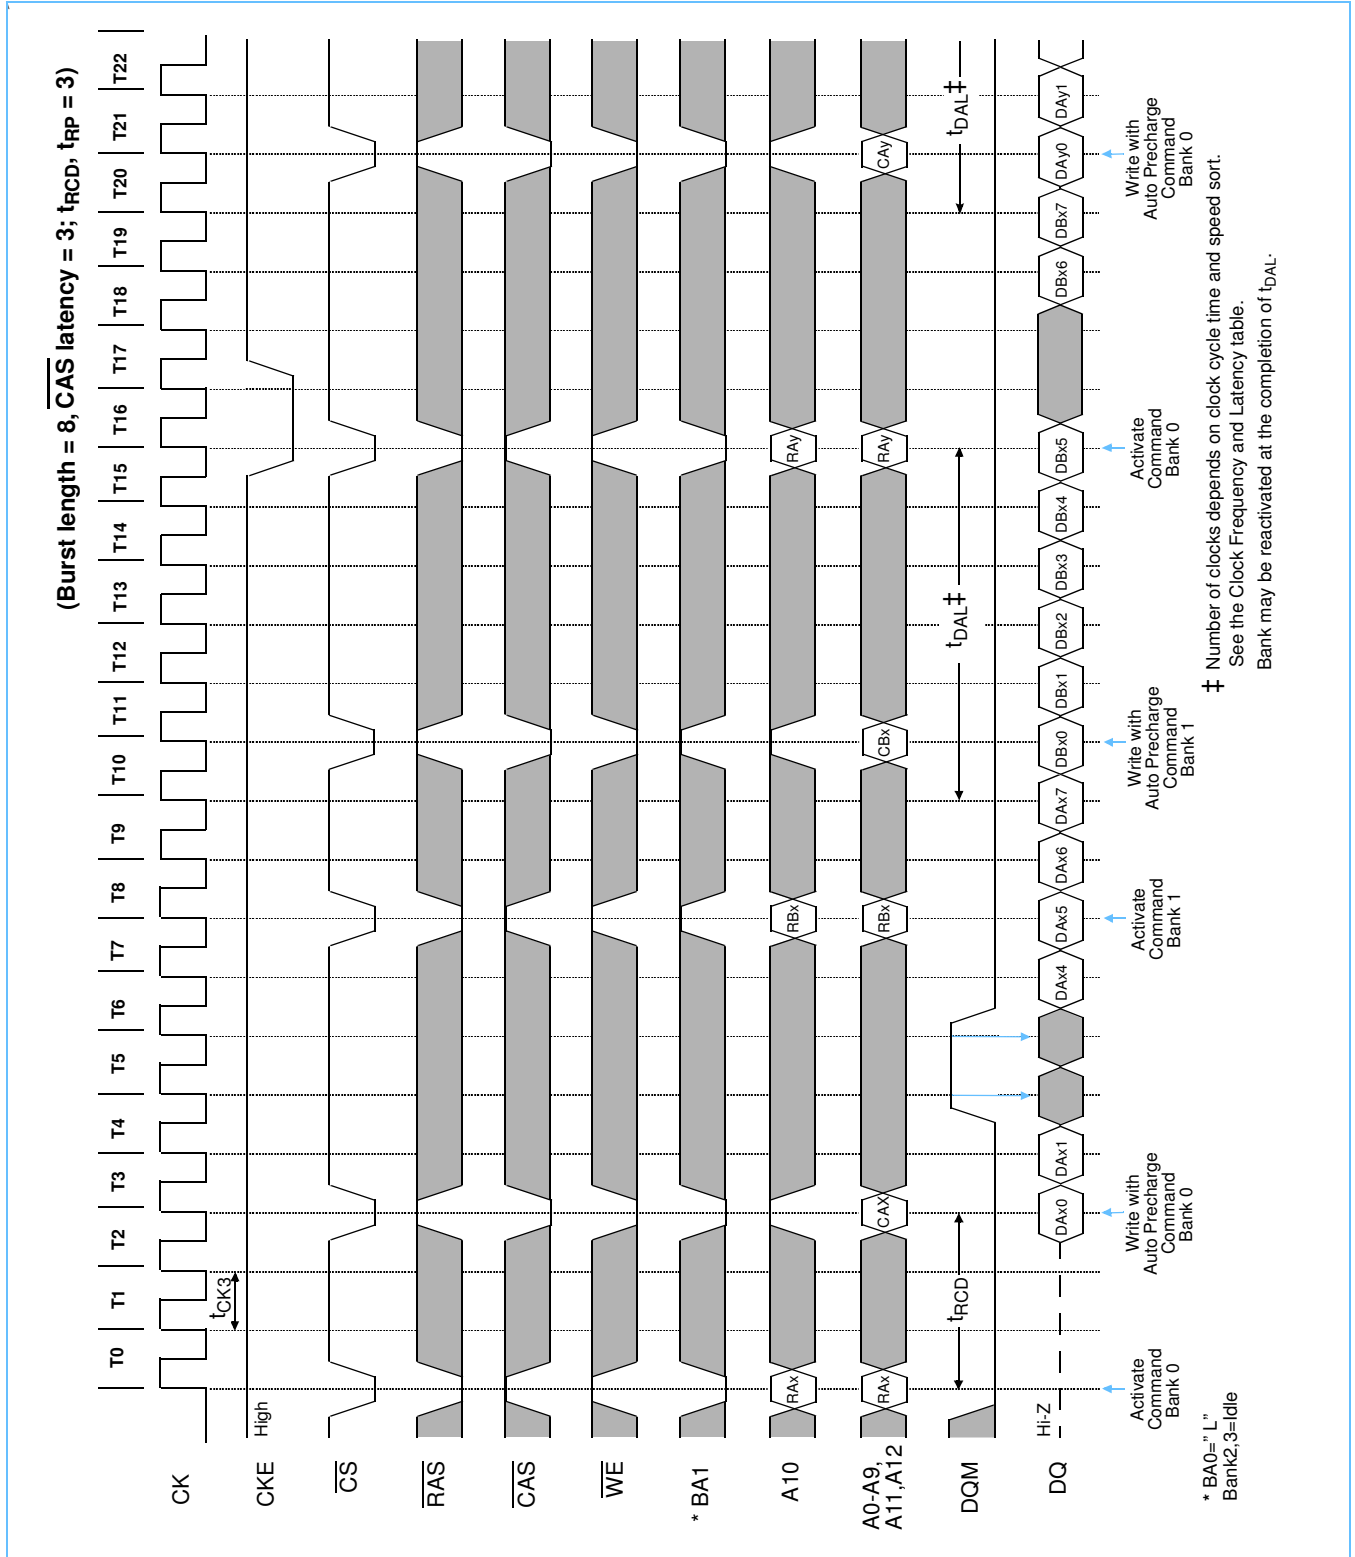 (Burst length = 8, CAS latency = 3; tRCD, tRP = 3)
T0 T1 T2 T3 T4 T5 T6 T7 T8 T9 T10 T11 T12 T13 T14 T15 T16 T17 T18 T19 T20 T21 T22
CK
tCK3
CKE
High
CS
RAS
CAS
WE
* BA1
A10
RAx RBx RAy
A0-A9,
A11,A12
RAx CAX RBx CBx RAy CAy
DQM
tRCD tDAL‡ tDAL‡
DQ
Hi-Z
DAx0 DAx1 DAx4 DAx5 DAx6 DAx7 DBx0 DBx1 DBx2 DBx3 DBx4 DBx5 DBx6 DBx7 DAy0 DAy1
Activate
Command
Bank 0
Write with
Auto Precharge
Command
Bank 0
Activate
Command
Bank 1
Write with
Auto Precharge
Command
Bank 1
Activate
Command
Bank 0
Write with
Auto Precharge
Command
Bank 0
* BA0=" L"
Bank2,3=Idle
‡ Number of clocks depends on clock cycle time and speed sort.
See the Clock Frequency and Latency table.
Bank may be reactivated at the completion of tDAL.